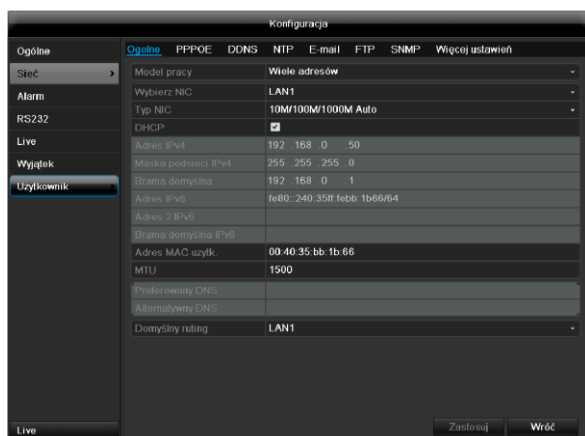 Konfiguracja
Ogólne
Sieć
Alarm
RS232
Live
Wyjątek
Użytkownik
Live
Ogólne PPPOE DDNS NTP E-mail FTP SNMP Więcej ustawień
Model pracy Wiele adresów
Wybierz NIC LAN1
Typ NIC 10M/100M/1000M Auto
DHCP
Adres IPv4 192 .168 .0 .50
Maska podsieci IPv4 255 .255 .255 .0
Brama domyślna 192 .168 .0 .1
Adres IPv6 fe80::240:35ff:febb:1b66/64
Adres 2 IPv6
Brama domyślna IPv6
Adres MAC uzytk. 00:40:35:bb:1b:66
MTU 1500
Preferowany DNS
Alternatywny DNS
Domyślny ruting LAN1
Zastosuj Wróć